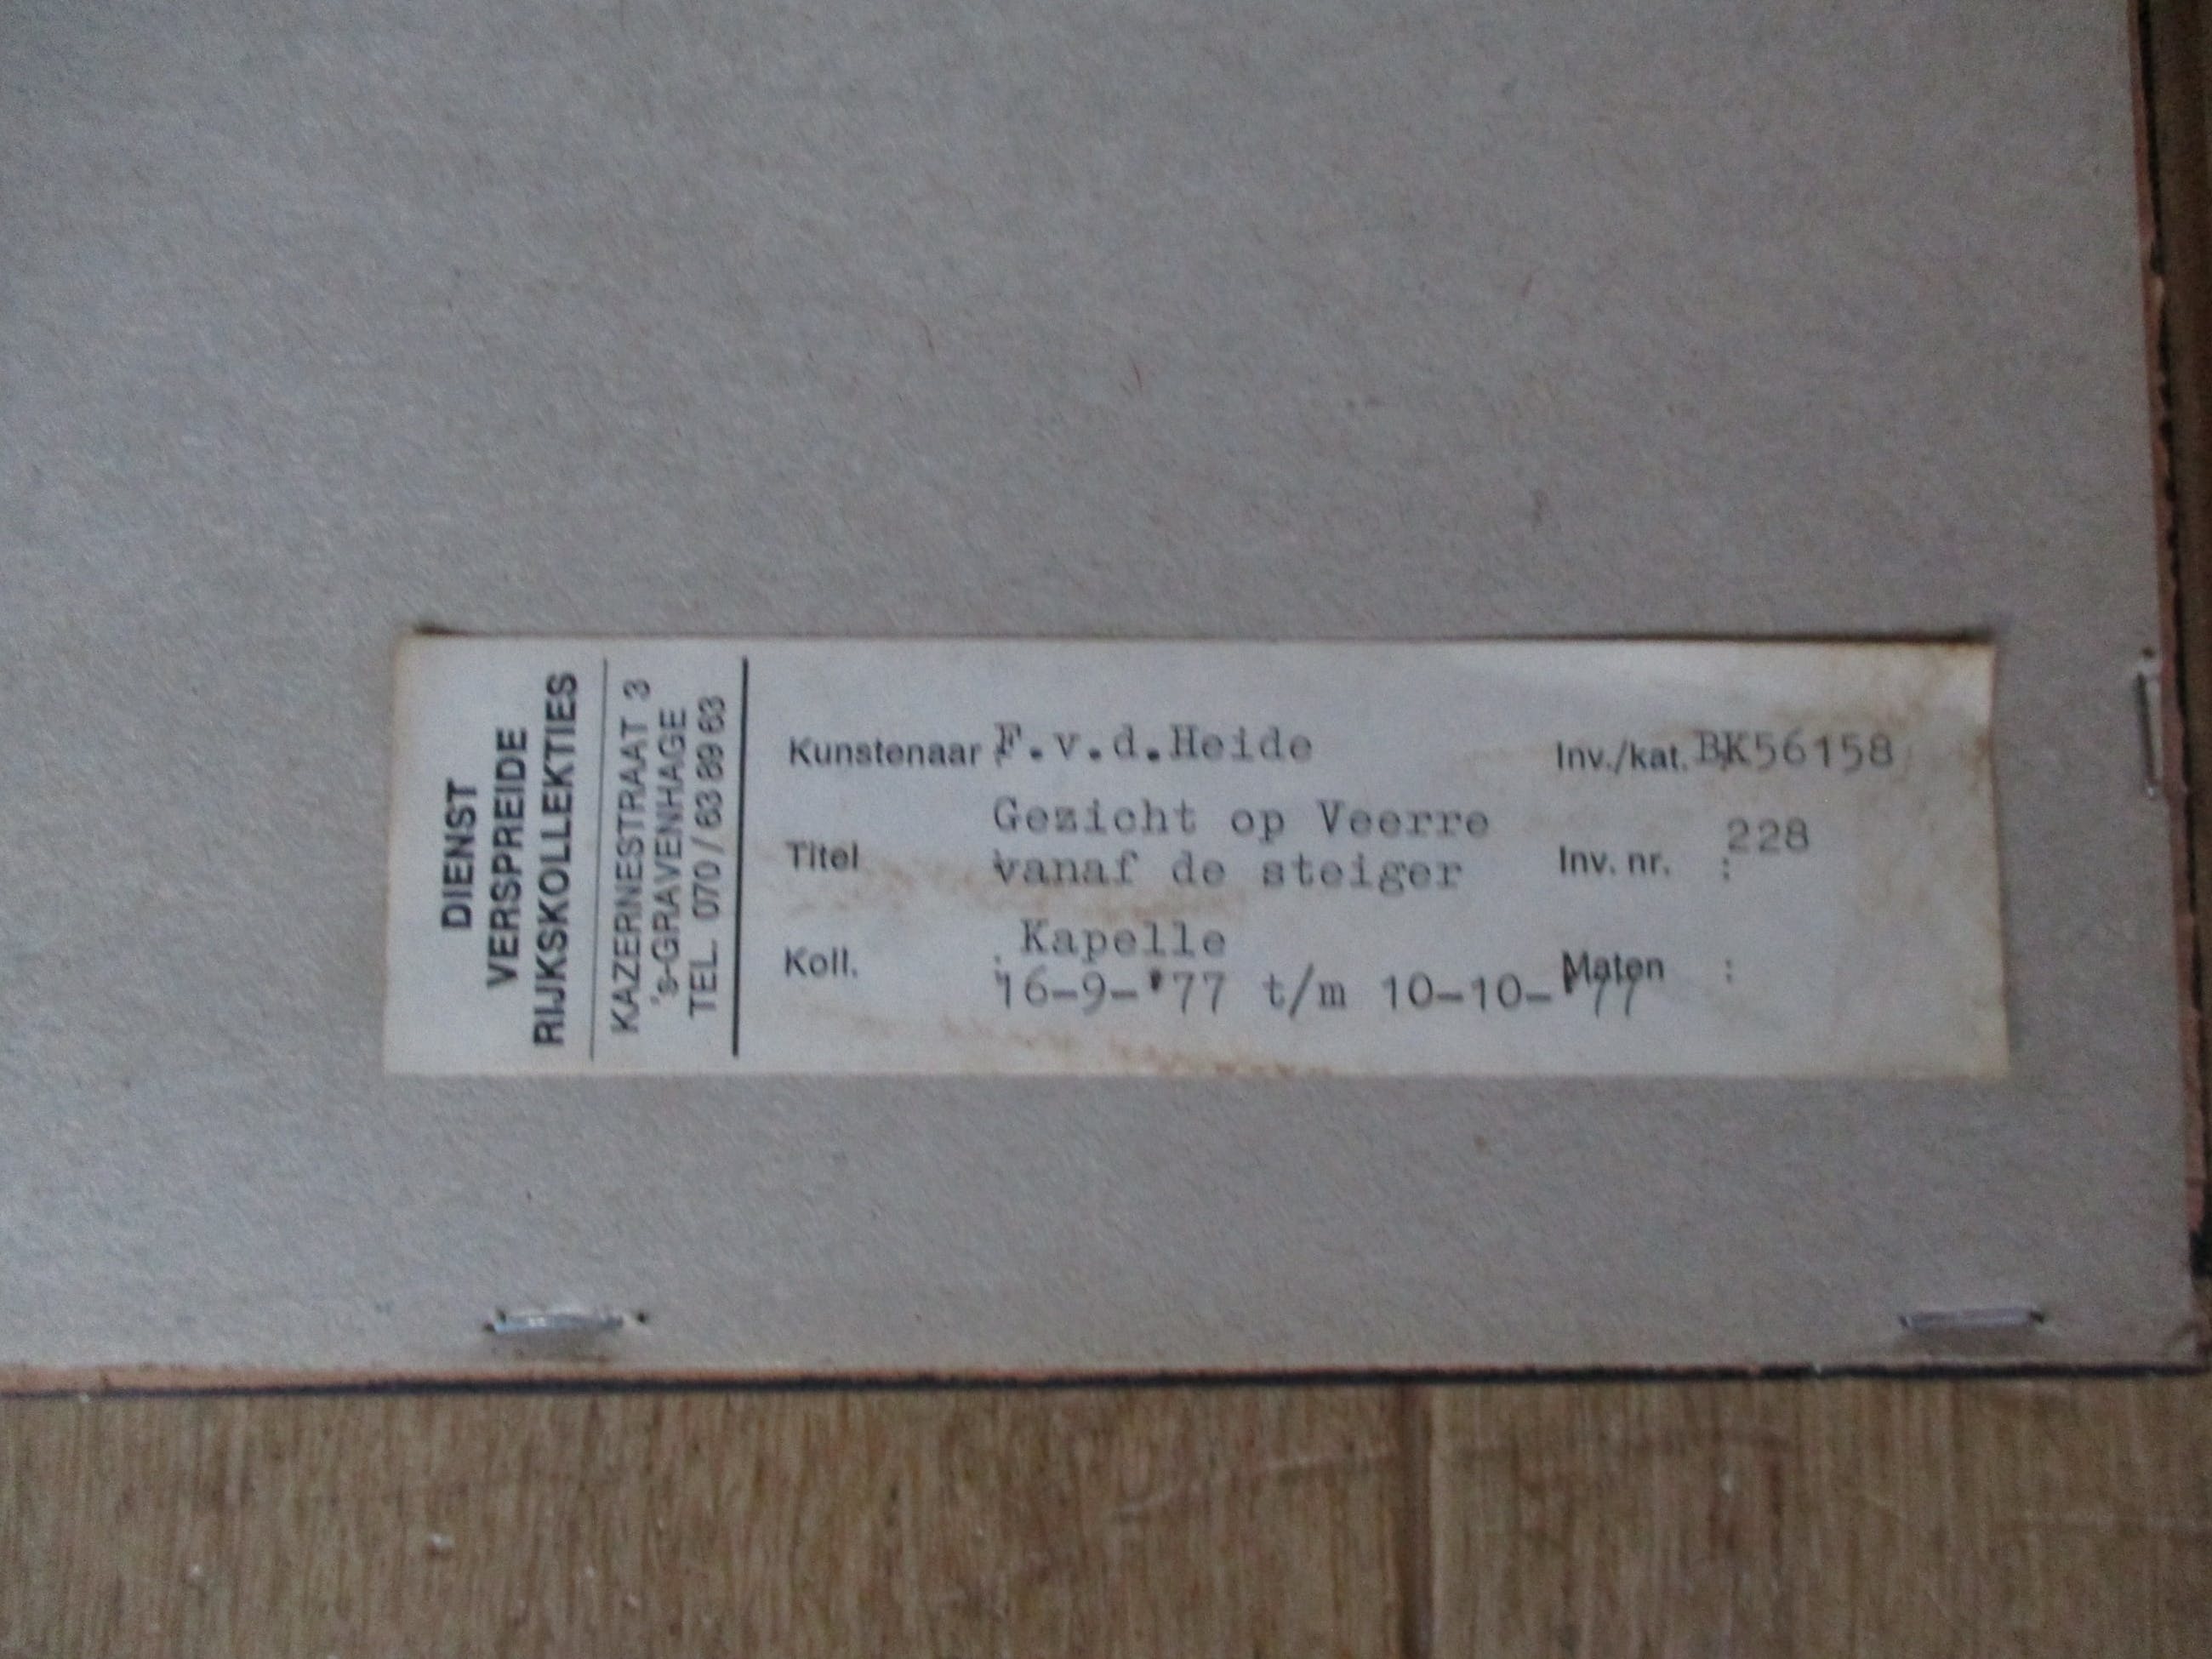 DIENST
VERSPREIDE
RIJKSKOLLEKTIES
KAZERNESTRAAT 3
's-GRAVENHAGE
TEL. 070 / 63 89 63
Kunstenaar : F.v.d.Heide
Inv./kat. BK56158
Gezicht op Veerre
Titel : vanaf de steiger
Inv. nr. : 228
Kapelle
Koll. : 16-9-'77 t/m 10-10-'77
Maten :